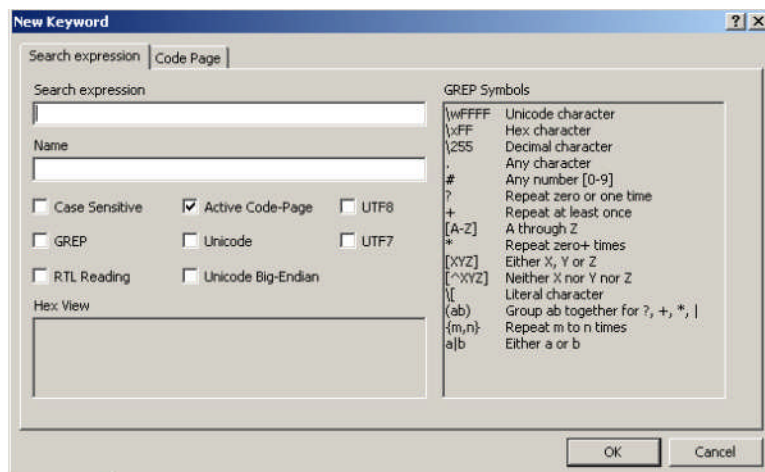 New Keyword
Search expression
Code Page
Search expression
Name
Case Sensitive
Active Code-Page
UTF8
GREP
Unicode
UTF7
RTL Reading
Unicode Big-Endian
Hex View
GREP Symbols
\wFFFF Unicode character
\xFF Hex character
\255 Decimal character
. Any character
# Any number [0-9]
? Repeat zero or one time
+ Repeat at least once
[A-Z] A through Z
* Repeat zero+ times
[XYZ] Either X, Y or Z
[^XYZ] Neither X nor Y nor Z
\[ Literal character
(ab) Group ab together for ?, +, *, |
{m,n} Repeat m to n times
a|b Either a or b
OK
Cancel